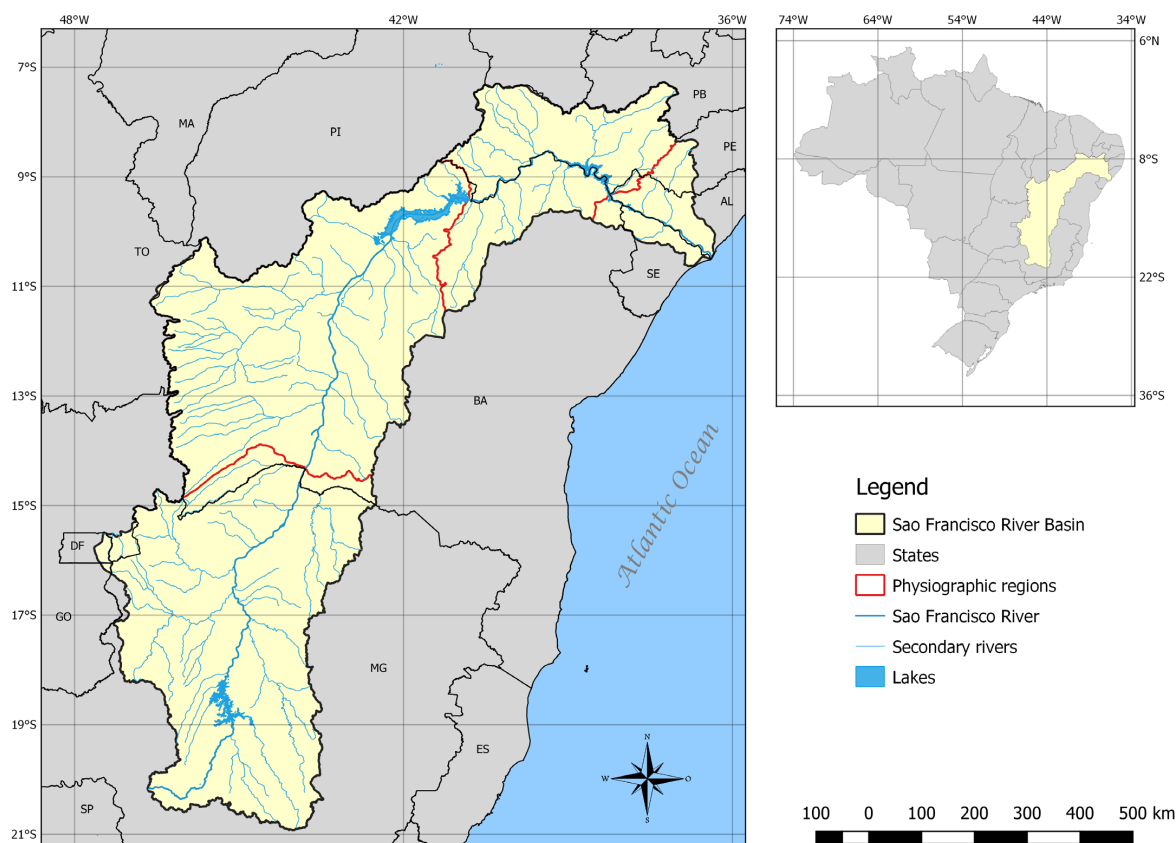 48°W
42°W
36°W
7°S
9°S
11°S
13°S
15°S
17°S
19°S
21°S
MA
PI
PB
PE
AL
TO
SE
BA
DF
GO
MG
ES
SP
Atlantic Ocean
N
W
O
S
74°W
64°W
54°W
44°W
34°W
6°N
8°S
22°S
36°S
Legend
Sao Francisco River Basin
States
Physiographic regions
Sao Francisco River
Secondary rivers
Lakes
100 0 100 200 300 400 500 km